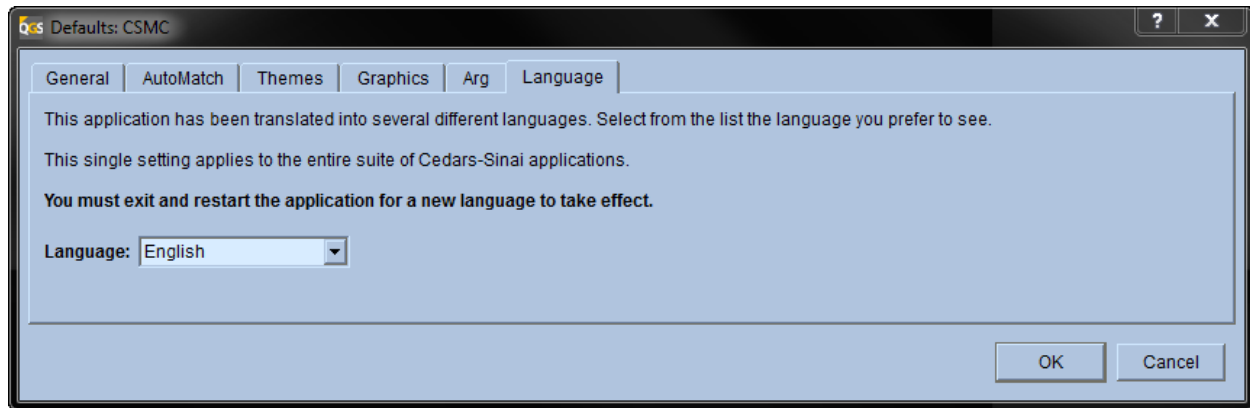 QGS Defaults: CSMC ? X
General AutoMatch Themes Graphics Arg Language
This application has been translated into several different languages. Select from the list the language you prefer to see.
This single setting applies to the entire suite of Cedars-Sinai applications.
You must exit and restart the application for a new language to take effect.
Language: English
OK Cancel